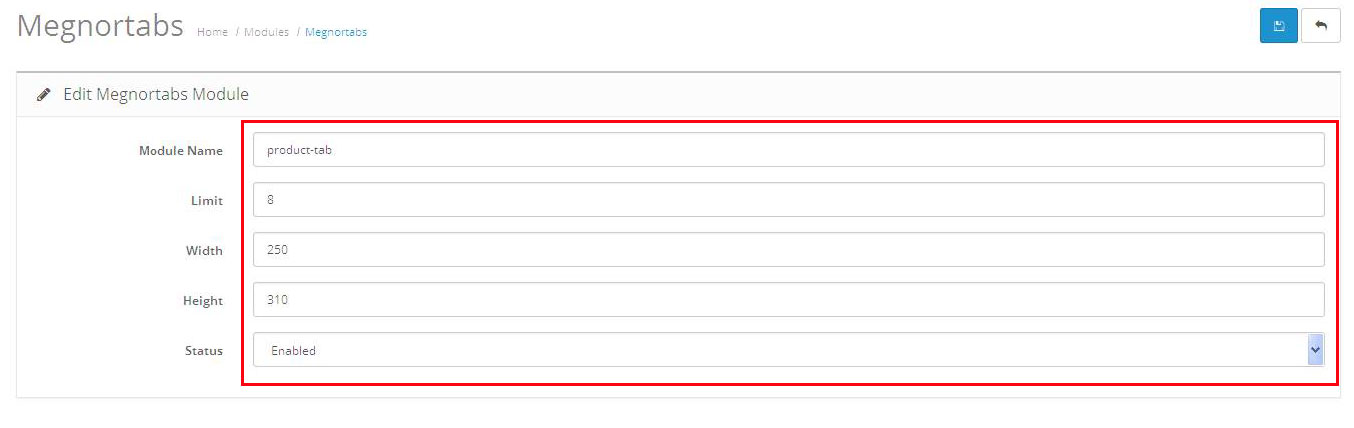 Megnortabs Home / Modules / Megnortabs
Edit Megnortabs Module
Module Name product-tab
Limit 8
Width 250
Height 310
Status Enabled